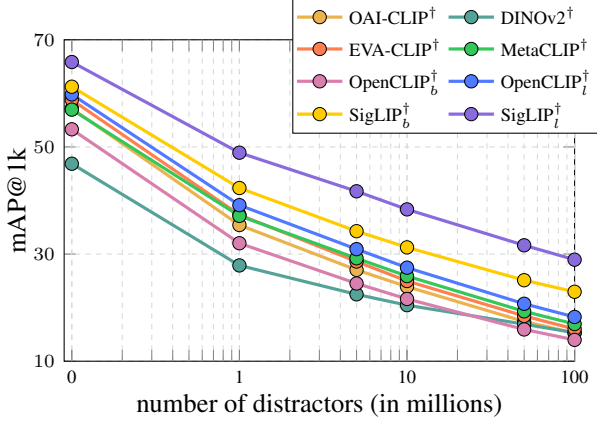 OAI-CLIP† DINOv2†
EVA-CLIP† MetaCLIP†
OpenCLIP†b OpenCLIP†l
SigLIP†b SigLIP†l
70
50
30
10
mAP@1k
0 1 10 100
number of distractors (in millions)